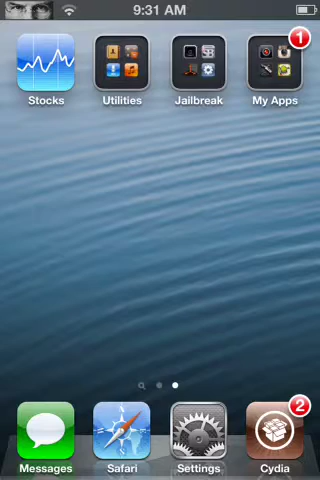 9:31 AM
1
Stocks Utilities Jailbreak My Apps
2
Messages Safari Settings Cydia